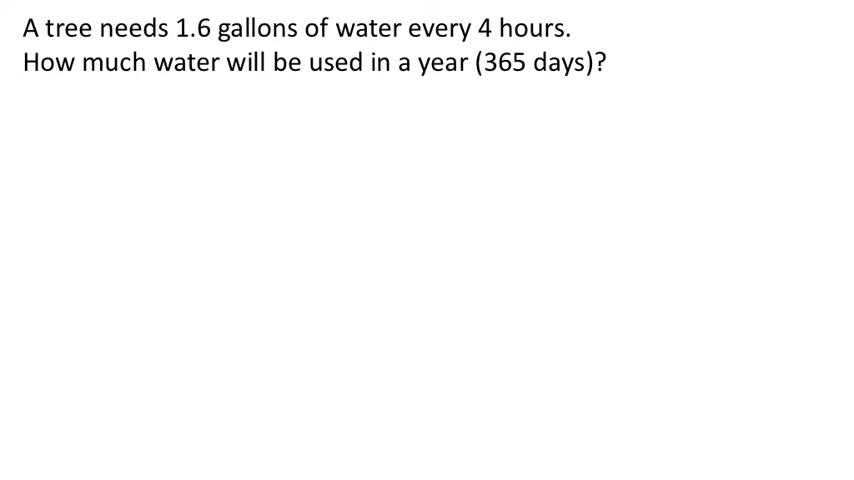 A tree needs 1.6 gallons of water every 4 hours.
How much water will be used in a year (365 days)?